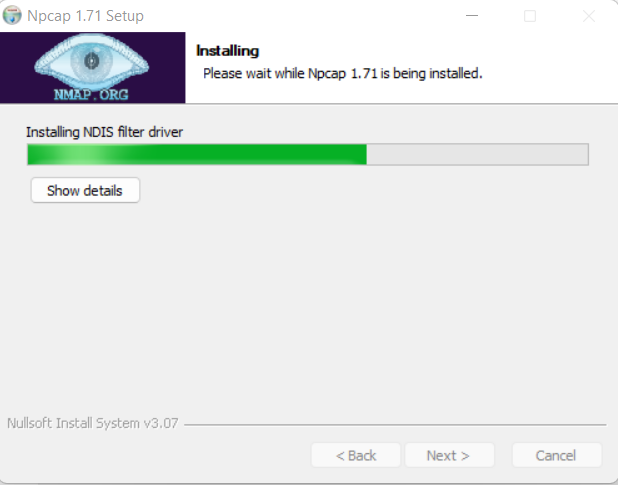 Npcap 1.71 Setup
NMAP.ORG
Installing
Please wait while Npcap 1.71 is being installed.
Installing NDIS filter driver
Show details
Nullsoft Install System v3.07
< Back
Next >
Cancel